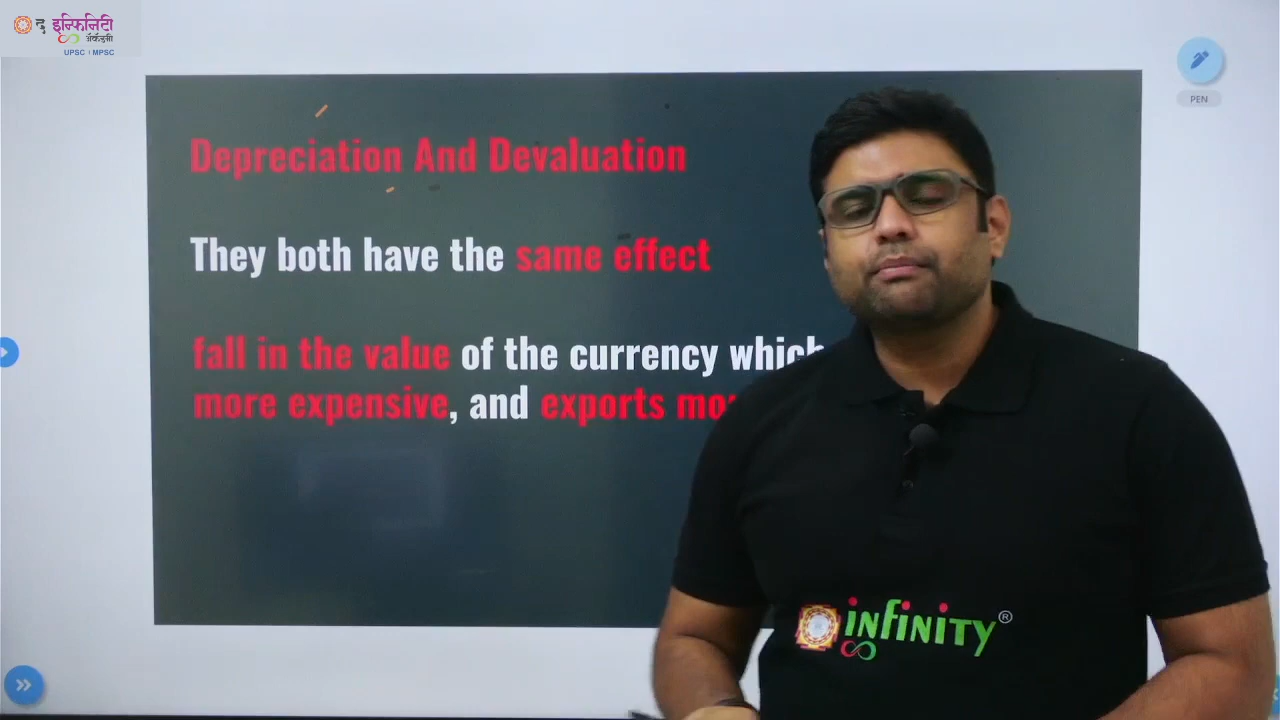 द इन्फिनिटी
अ‍ॅकॅडमी
UPSC | MPSC
PEN
Depreciation And Devaluation
They both have the same effect
fall in the value of the currency which
more expensive, and exports
infinity®